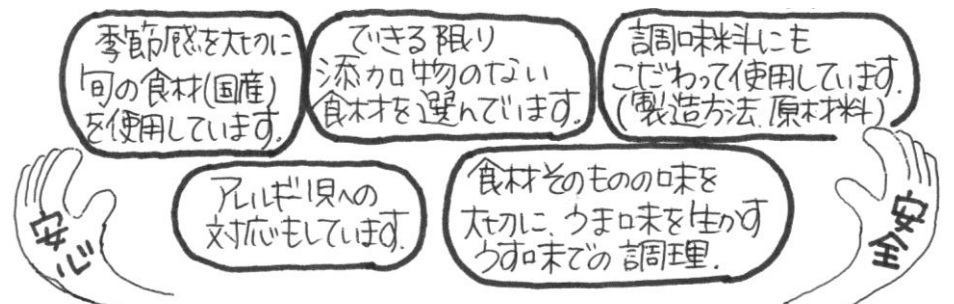 季節感を大切に
旬の食材(国産)
を使用しています。
できる限り
添加物のない
食材を選んでいます。
調味料にも
こだわって使用しています。
(製造方法、原材料)
アレルギー児への
対応もしています。
食材そのものの味を
大切に、うま味を生かす
うす味での調理。
安心
安全